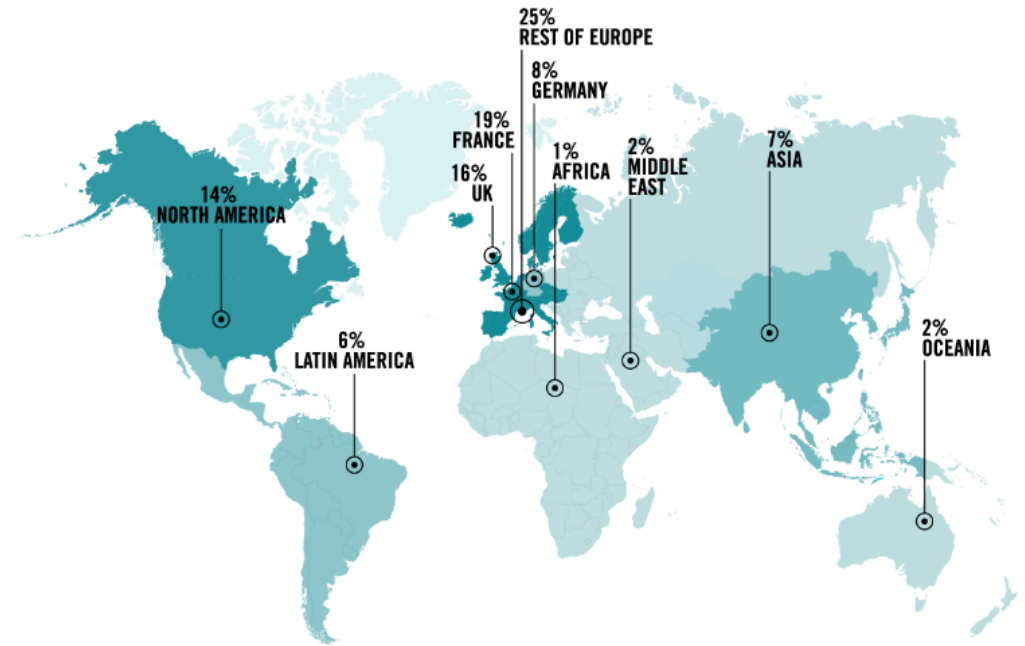 25%
REST OF EUROPE
8%
GERMANY
19%
FRANCE
1%
AFRICA
2%
MIDDLE
EAST
7%
ASIA
16%
UK
14%
NORTH AMERICA
6%
LATIN AMERICA
2%
OCEANIA